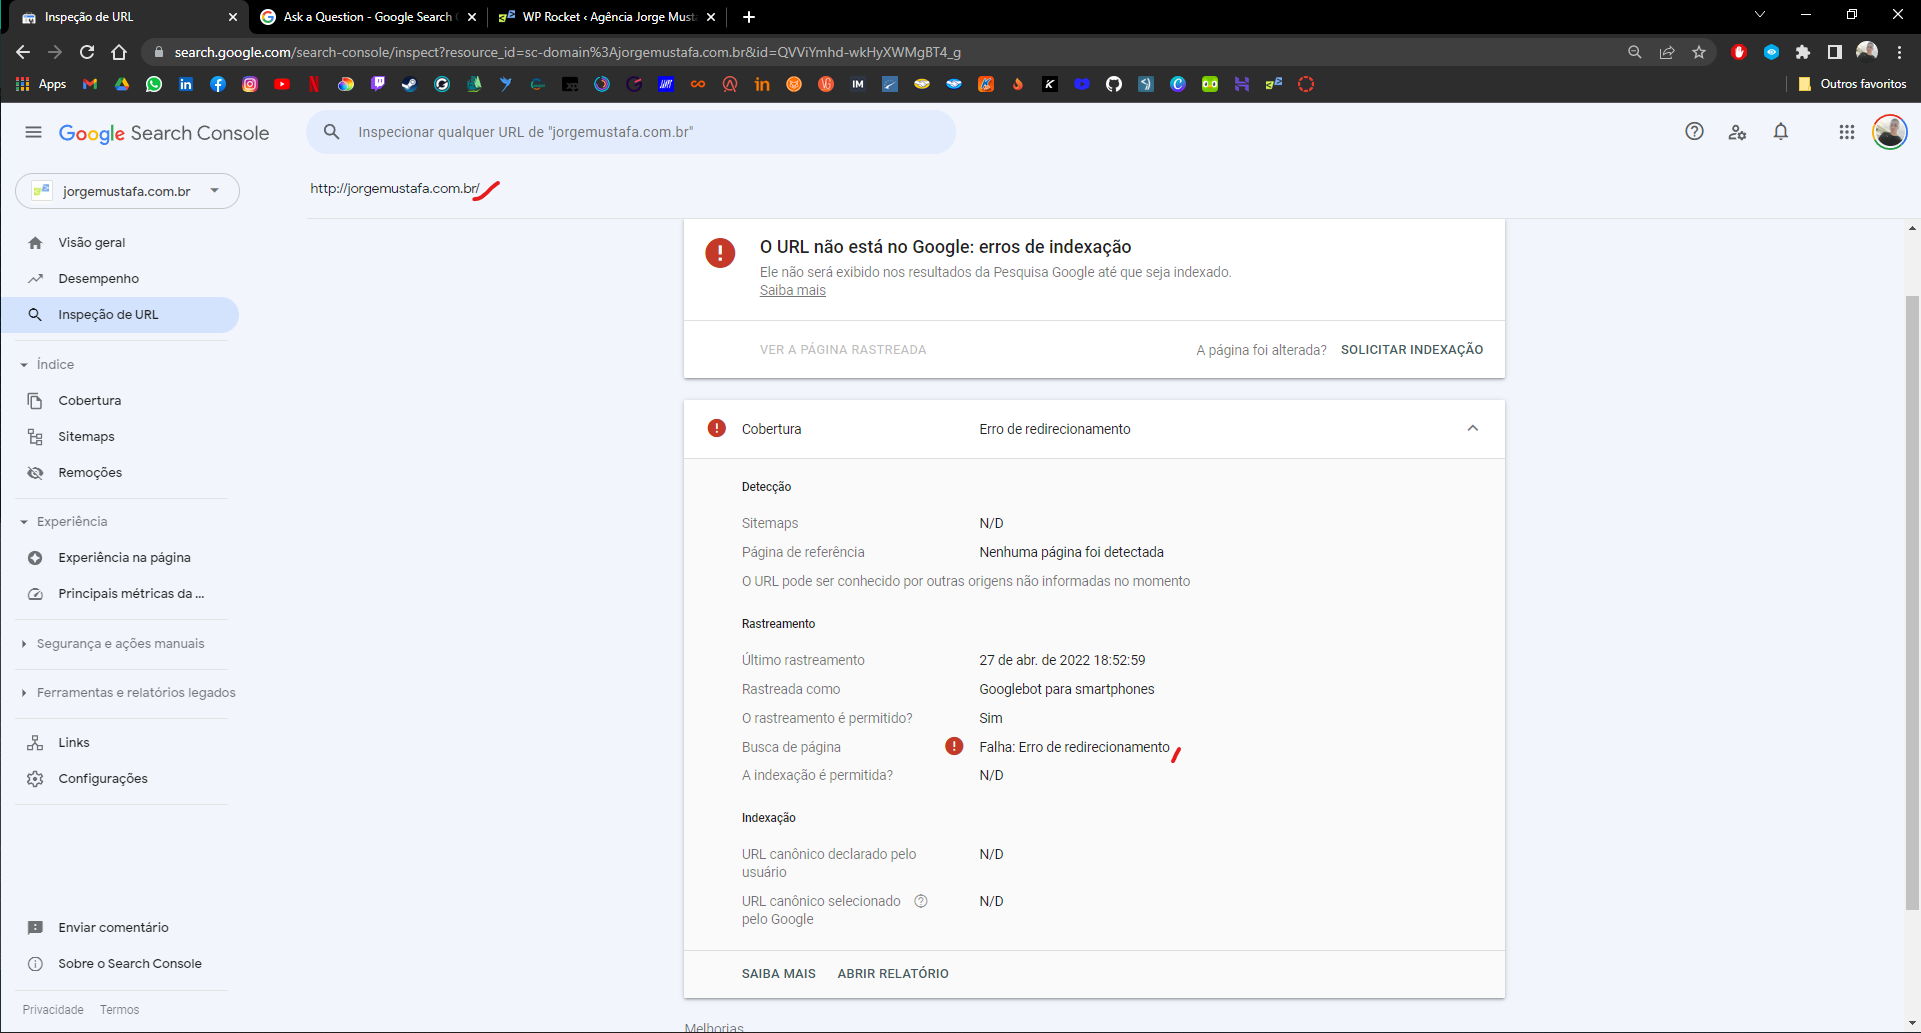 Inspeção de URL
Ask a Question - Google Search
WP Rocket ‹ Agência Jorge Must
search.google.com/search-console/inspect?resource_id=sc-domain%3Ajorgemustafa.com.br&id=QVViYmhd-wkHyXWMgBT4_g
Apps
Outros favoritos
Google Search Console
Inspecionar qualquer URL de "jorgemustafa.com.br"
jorgemustafa.com.br
http://jorgemustafa.com.br/
Visão geral
Desempenho
Inspeção de URL
Índice
Cobertura
Sitemaps
Remoções
Experiência
Experiência na página
Principais métricas da ...
Segurança e ações manuais
Ferramentas e relatórios legados
Links
Configurações
Enviar comentário
Sobre o Search Console
Privacidade Termos
O URL não está no Google: erros de indexação
Ele não será exibido nos resultados da Pesquisa Google até que seja indexado.
Saiba mais
VER A PÁGINA RASTREADA
A página foi alterada? SOLICITAR INDEXAÇÃO
Cobertura Erro de redirecionamento
Detecção
Sitemaps N/D
Página de referência Nenhuma página foi detectada
O URL pode ser conhecido por outras origens não informadas no momento
Rastreamento
Último rastreamento 27 de abr. de 2022 18:52:59
Rastreada como Googlebot para smartphones
O rastreamento é permitido? Sim
Busca de página Falha: Erro de redirecionamento
A indexação é permitida? N/D
Indexação
URL canônico declarado pelo usuário N/D
URL canônico selecionado pelo Google N/D
SAIBA MAIS ABRIR RELATÓRIO
Melhorias